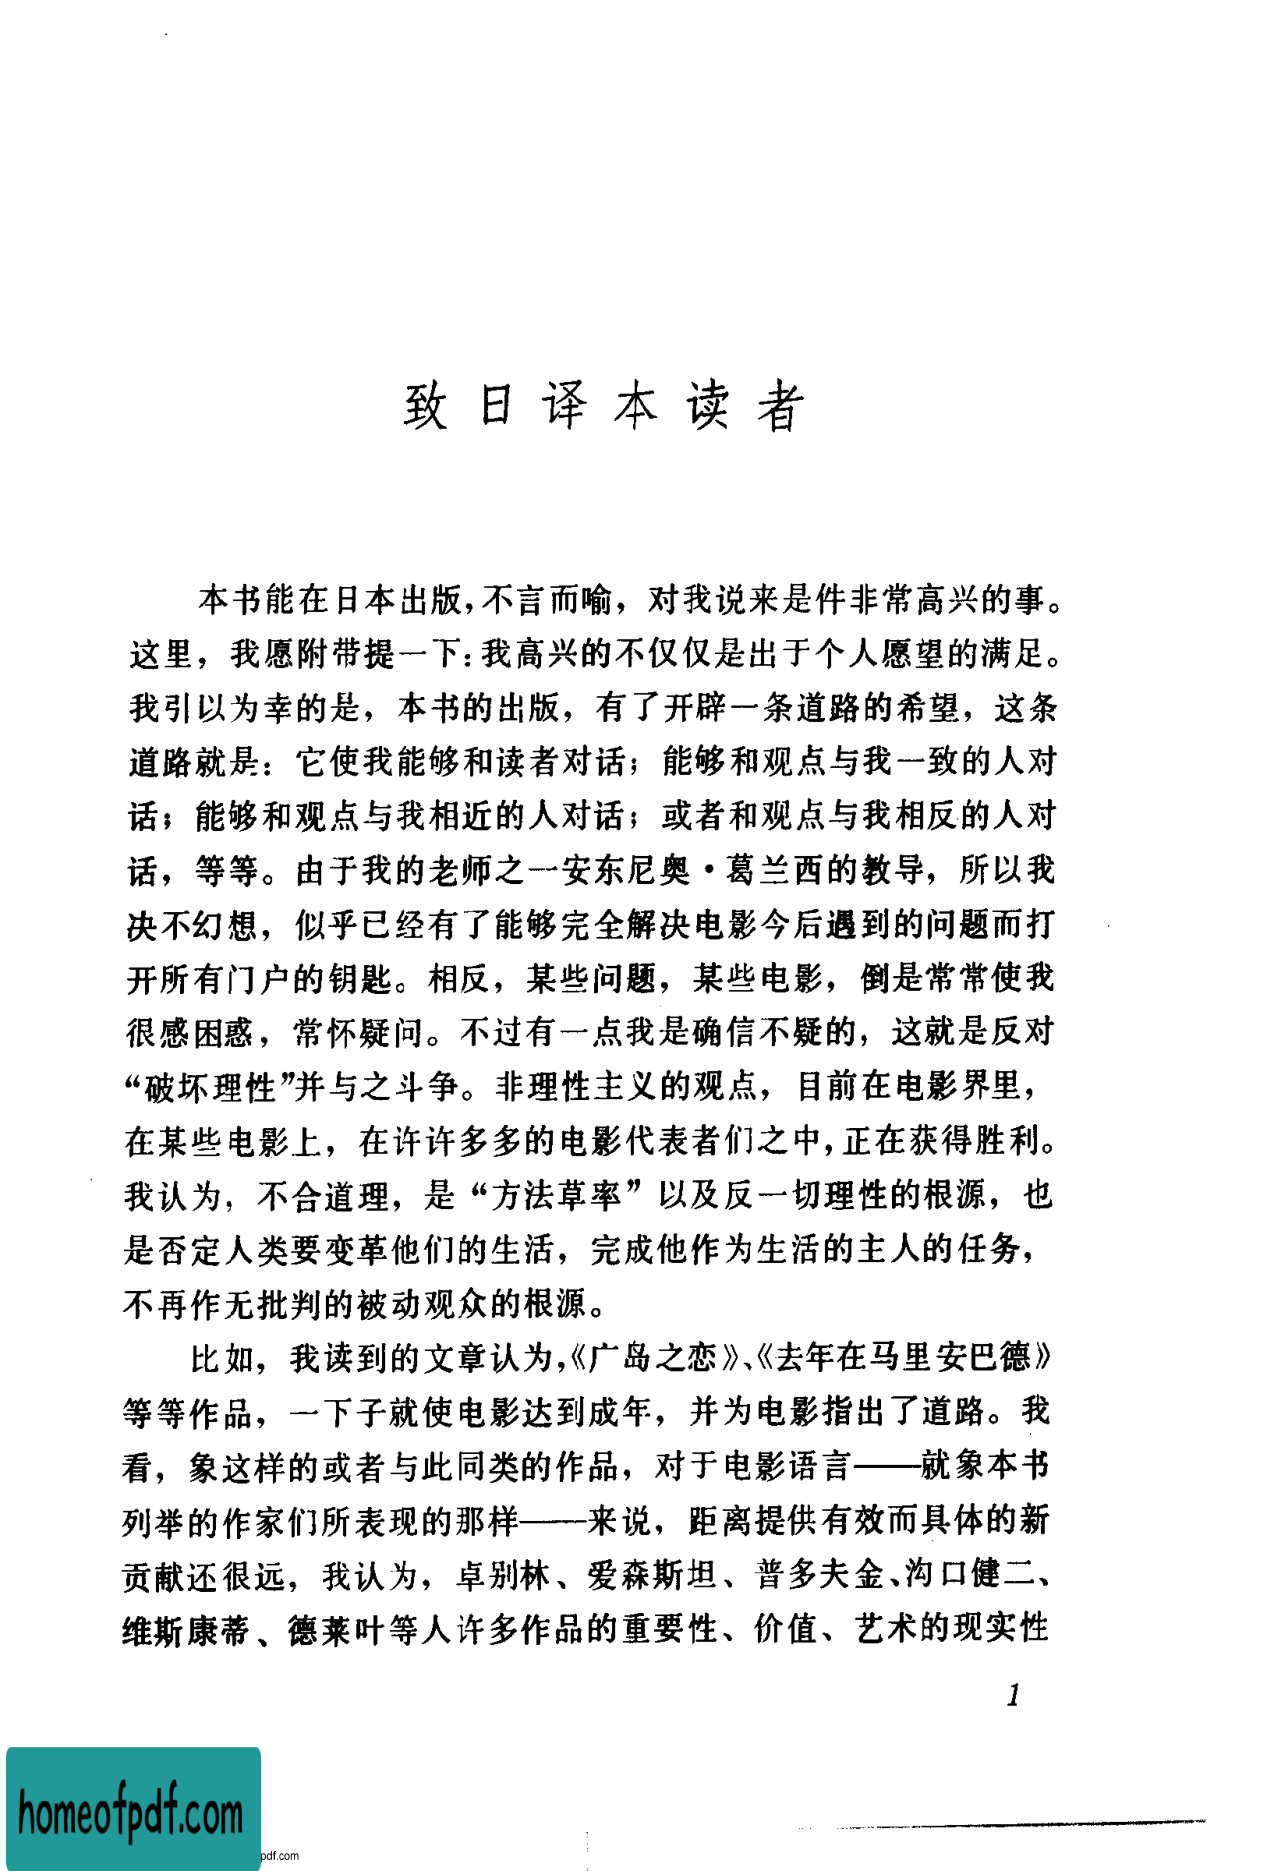 致日译本读者
本书能在日本出版，不言而喻，对我说来是件非常高兴的事。
这里，我愿附带提一下：我高兴的不仅仅是出于个人愿望的满足。
我引以为幸的是，本书的出版，有了开辟一条道路的希望，这条
道路就是：它使我能够和读者对话；能够和观点与我一致的人对
话；能够和观点与我相近的人对话；或者和观点与我相反的人对
话，等等。由于我的老师之一安东尼奥·葛兰西的教导，所以我
决不幻想，似乎已经有了能够完全解决电影今后遇到的问题而打
开所有门户的钥匙。相反，某些问题，某些电影，倒是常常使我
很感困惑，常怀疑问。不过有一点我是确信不疑的，这就是反对
“破坏理性”并与之斗争。非理性主义的观点，目前在电影界里，
在某些电影上，在许许多多的电影代表者们之中，正在获得胜利。
我认为，不合道理，是“方法草率”以及反一切理性的根源，也
是否定人类要变革他们的生活，完成他作为生活的主人的任务，
不再作无批判的被动观众的根源。
比如，我读到的文章认为，《广岛之恋》、《去年在马里安巴德》
等等作品，一下子就使电影达到成年，并为电影指出了道路。我
看，象这样的或者与此同类的作品，对于电影语言——就象本书
列举的作家们所表现的那样——来说，距离提供有效而具体的新
贡献还很远，我认为，卓别林、爱森斯坦、普多夫金、沟口健二、
维斯康蒂、德莱叶等人许多作品的重要性、价值、艺术的现实性
1
homeofpdf.com
pdf.com